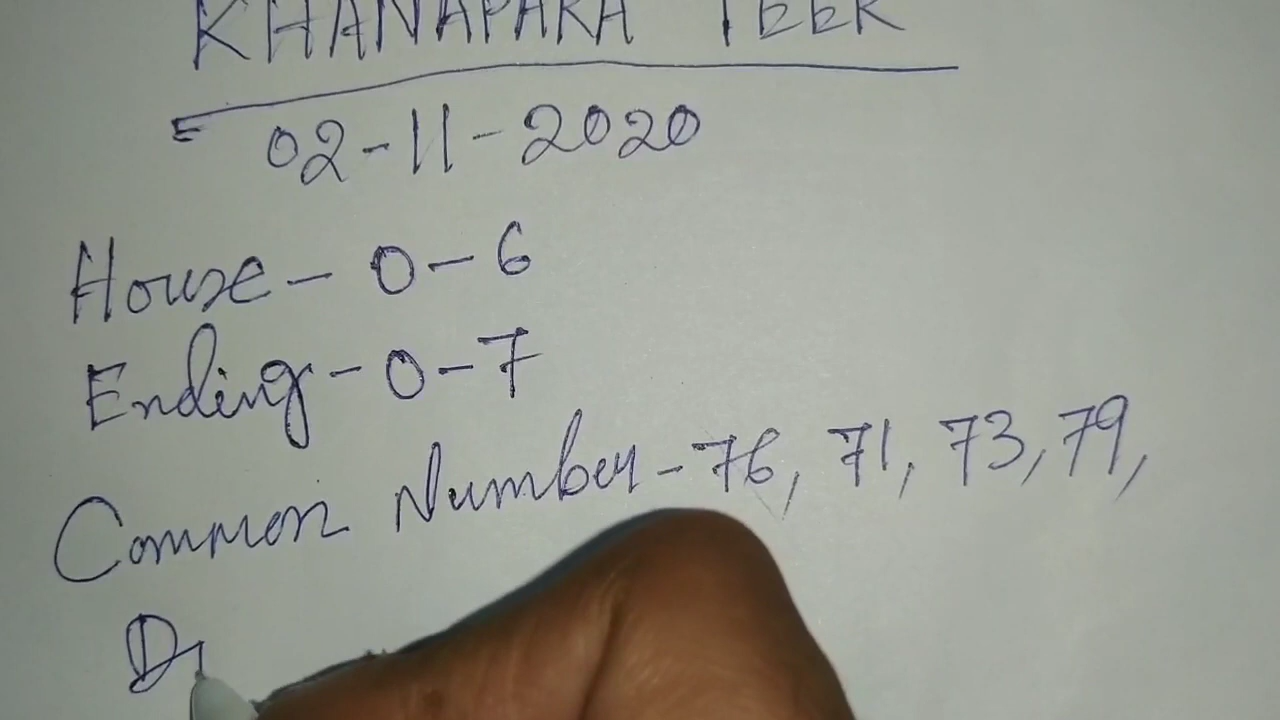 KHANAPARA TEER
02-11-2020
House - 0-6
Ending - 0-7
Common Number - 76, 71, 73, 79,